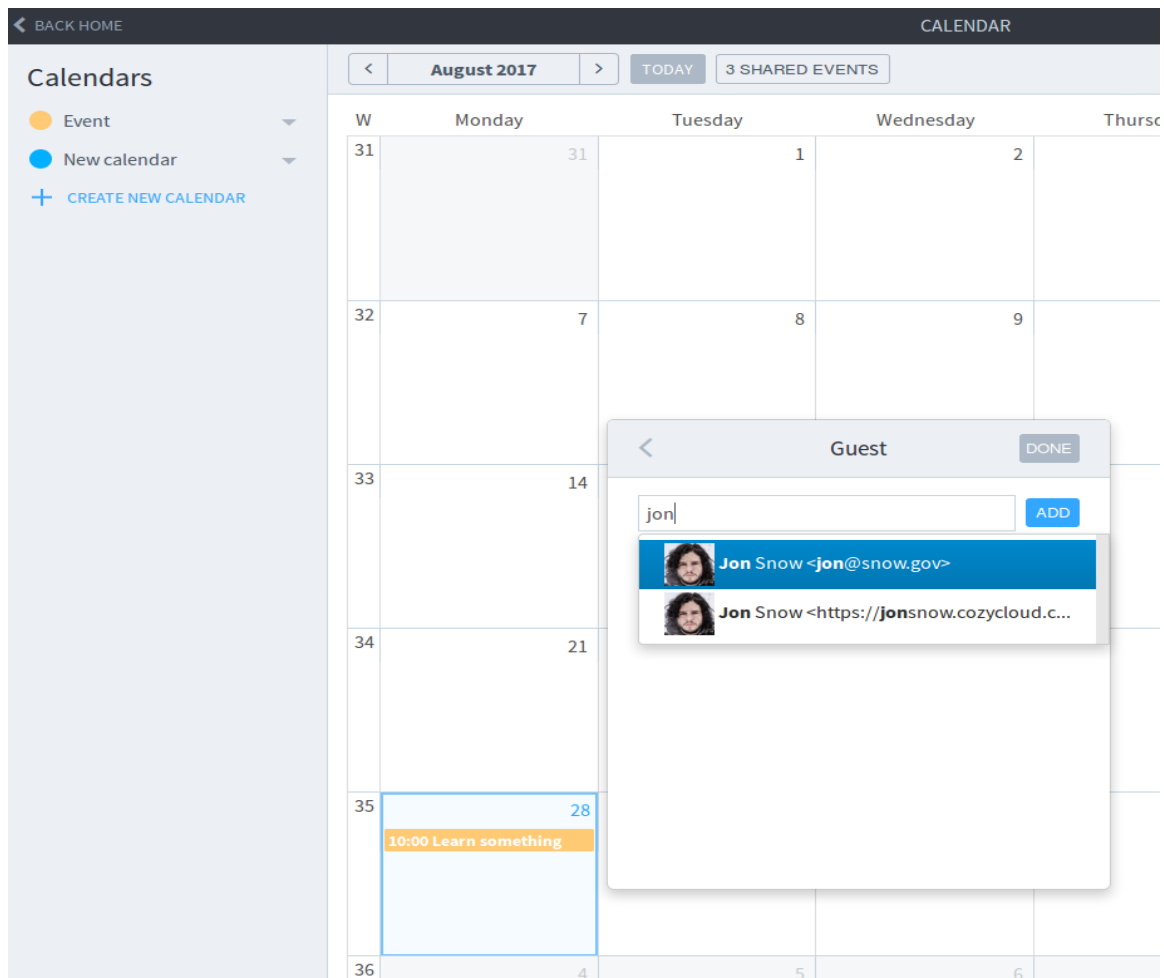 BACK HOME CALENDAR
Calendars
Event
New calendar
CREATE NEW CALENDAR
August 2017 TODAY 3 SHARED EVENTS
W Monday Tuesday Wednesday Thursd
31 31 1 2
32 7 8 9
33 14
34 21
35 28
10:00 Learn something
36 4 5 6
Guest DONE
jon ADD
Jon Snow <jon@snow.gov>
Jon Snow <https://jonsnow.cozycloud.c...